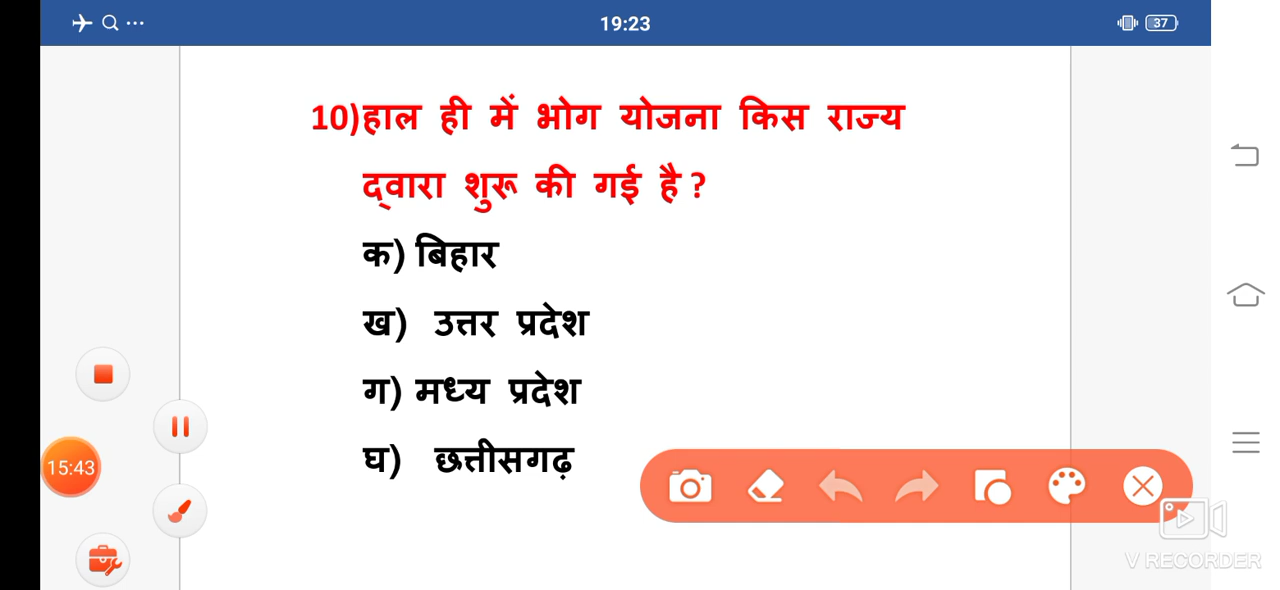 19:23
37
10)हाल ही में भोग योजना किस राज्य
द्वारा शुरू की गई है ?
क) बिहार
ख) उत्तर प्रदेश
ग) मध्य प्रदेश
घ) छत्तीसगढ़
15:43
V RECORDER